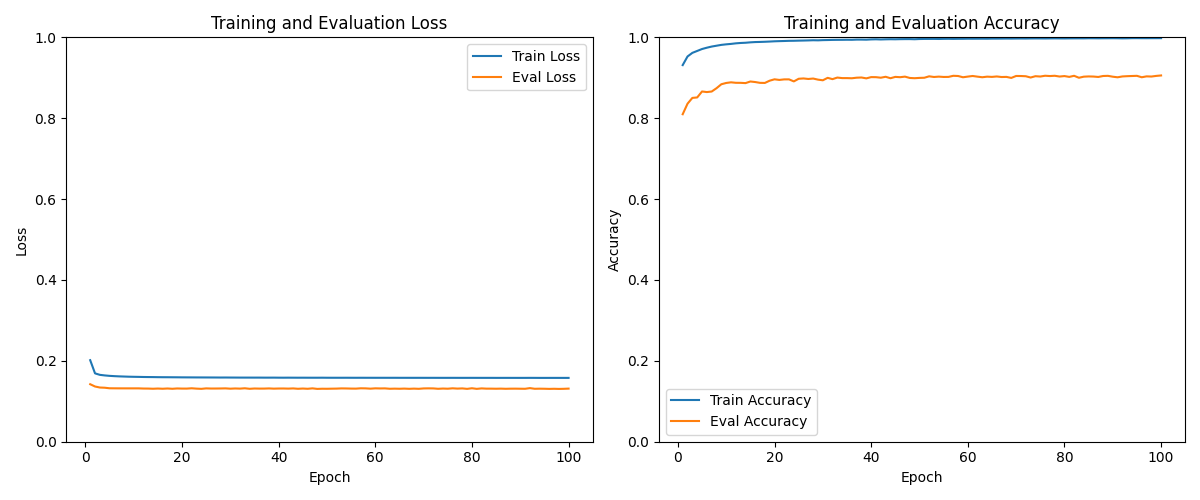 Training and Evaluation Loss
1.0
0.8
0.6
0.4
0.2
0.0
Loss
0
20
40
60
80
100
Epoch
Train Loss
Eval Loss
Training and Evaluation Accuracy
1.0
0.8
0.6
0.4
0.2
0.0
Accuracy
0
20
40
60
80
100
Epoch
Train Accuracy
Eval Accuracy